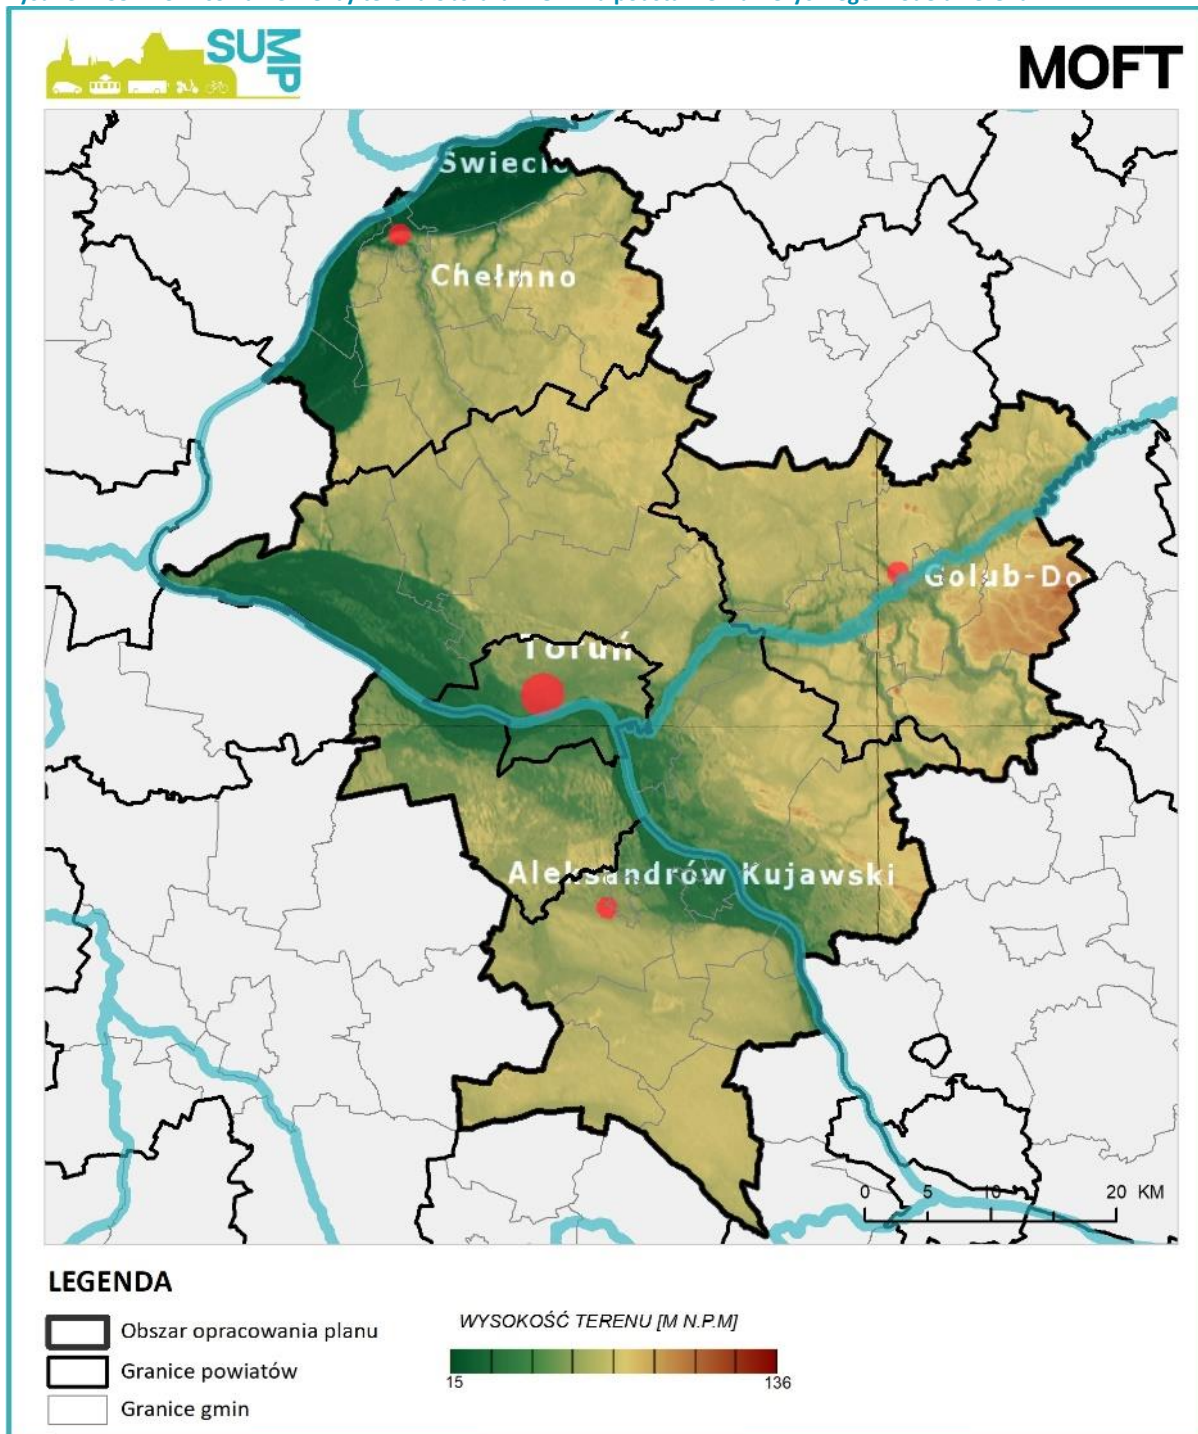 SUMP
MOFT
Świeci
Chełmno
Golub-Do
Toruń
Aleksandrów Kujawski
0 5 10 20 KM
LEGENDA
WYSOKOŚĆ TERENU [M N.P.M]
Obszar opracowania planu
Granice powiatów
15 136
Granice gmin